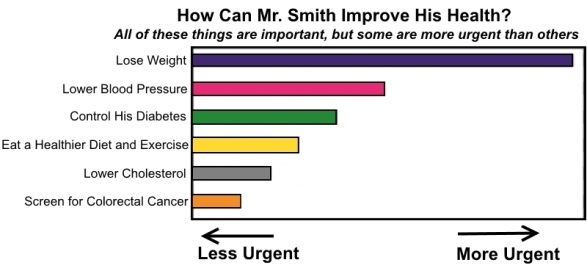 How Can Mr. Smith Improve His Health?
All of these things are important, but some are more urgent than others
Lose Weight
Lower Blood Pressure
Control His Diabetes
Eat a Healthier Diet and Exercise
Lower Cholesterol
Screen for Colorectal Cancer
Less Urgent
More Urgent